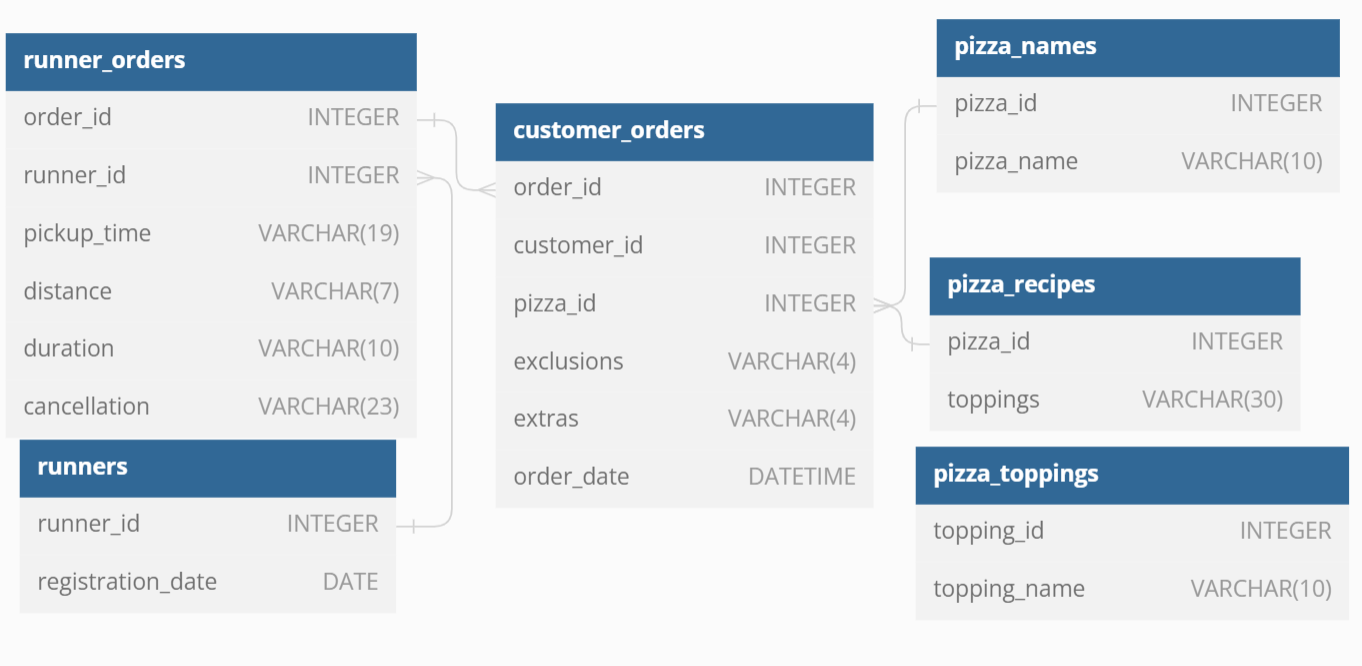 runner_orders
order_id INTEGER
runner_id INTEGER
pickup_time VARCHAR(19)
distance VARCHAR(7)
duration VARCHAR(10)
cancellation VARCHAR(23)
runners
runner_id INTEGER
registration_date DATE
customer_orders
order_id INTEGER
customer_id INTEGER
pizza_id INTEGER
exclusions VARCHAR(4)
extras VARCHAR(4)
order_date DATETIME
pizza_names
pizza_id INTEGER
pizza_name VARCHAR(10)
pizza_recipes
pizza_id INTEGER
toppings VARCHAR(30)
pizza_toppings
topping_id INTEGER
topping_name VARCHAR(10)